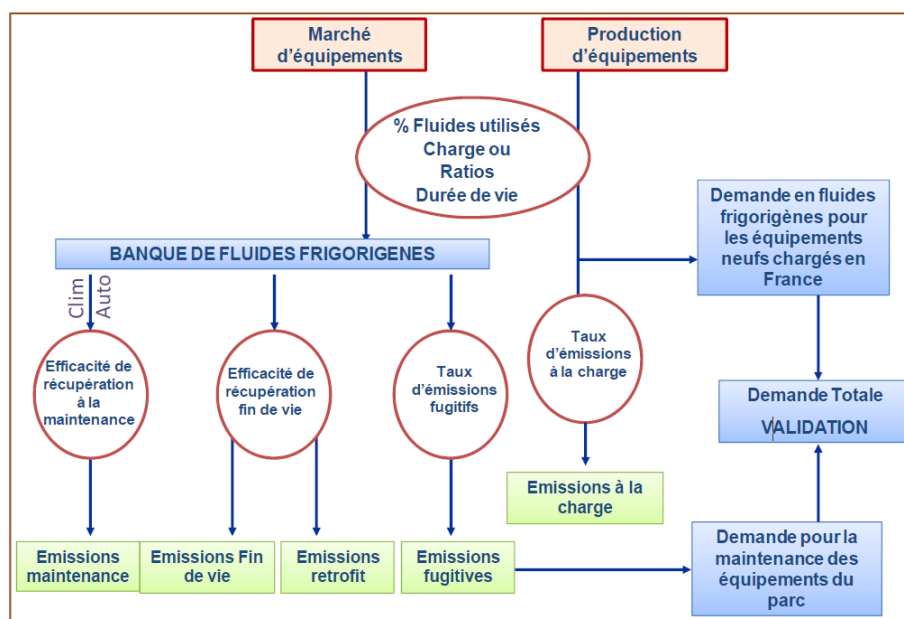 Marché
d'équipements
Production
d'équipements
% Fluides utilisés
Charge ou
Ratios
Durée de vie
Demande en fluides
frigorigènes pour
les équipements
neufs chargés en
France
BANQUE DE FLUIDES FRIGORIGENES
Clim
Auto
Efficacité de
récupération
à la
maintenance
Efficacité de
récupération
fin de vie
Taux
d'émissions
fugitifs
Taux
d'émissions
à la charge
Demande Totale
VALIDATION
Emissions à la
charge
Emissions
maintenance
Emissions Fin
de vie
Emissions
retrofit
Emissions
fugitives
Demande pour la
maintenance des
équipements du
parc